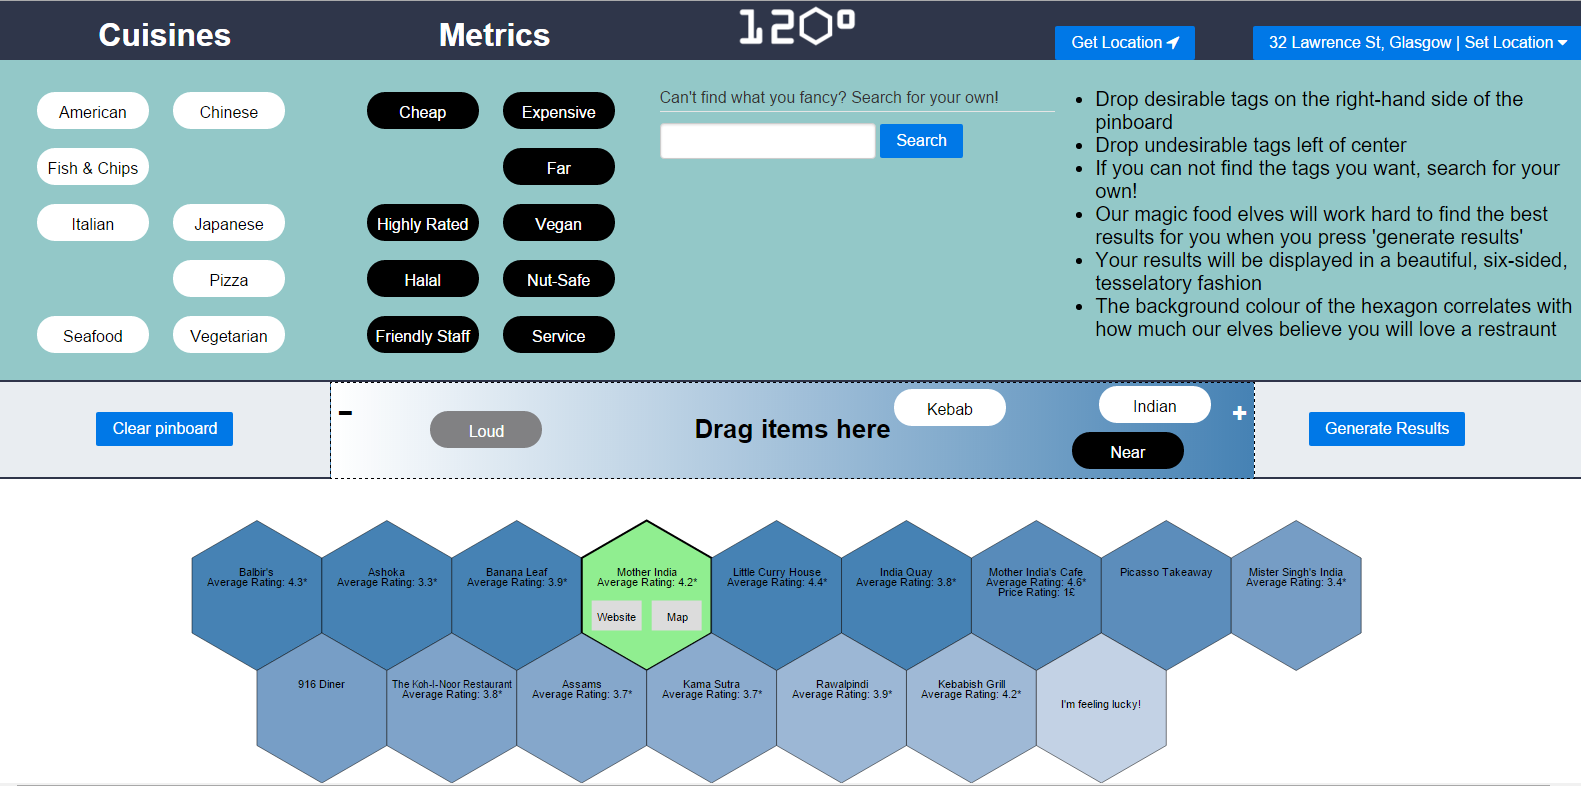 Cuisines
Metrics
120º
Get Location
32 Lawrence St, Glasgow | Set Location
American
Chinese
Fish & Chips
Italian
Japanese
Pizza
Seafood
Vegetarian
Cheap
Expensive
Far
Highly Rated
Vegan
Halal
Nut-Safe
Friendly Staff
Service
Can't find what you fancy? Search for your own!
Search
• Drop desirable tags on the right-hand side of the
pinboard
• Drop undesirable tags left of center
• If you can not find the tags you want, search for your
own!
• Our magic food elves will work hard to find the best
results for you when you press 'generate results'
• Your results will be displayed in a beautiful, six-sided,
tesselatory fashion
• The background colour of the hexagon correlates with
how much our elves believe you will love a restraunt
Clear pinboard
-
Loud
Drag items here
Kebab
Indian
Near
+
Generate Results
Balbir's
Average Rating: 4.3*
Ashoka
Average Rating: 3.3*
Banana Leaf
Average Rating: 3.9*
Mother India
Average Rating: 4.2*
Website
Map
Little Curry House
Average Rating: 4.4*
India Quay
Average Rating: 3.8*
Mother India's Cafe
Average Rating: 4.6*
Price Rating: 1£
Picasso Takeaway
Mister Singh's India
Average Rating: 3.4*
916 Diner
The Koh-I-Noor Restaurant
Average Rating: 3.8*
Assams
Average Rating: 3.7*
Kama Sutra
Average Rating: 3.7*
Rawalpindi
Average Rating: 3.9*
Kebabish Grill
Average Rating: 4.2*
I'm feeling lucky!